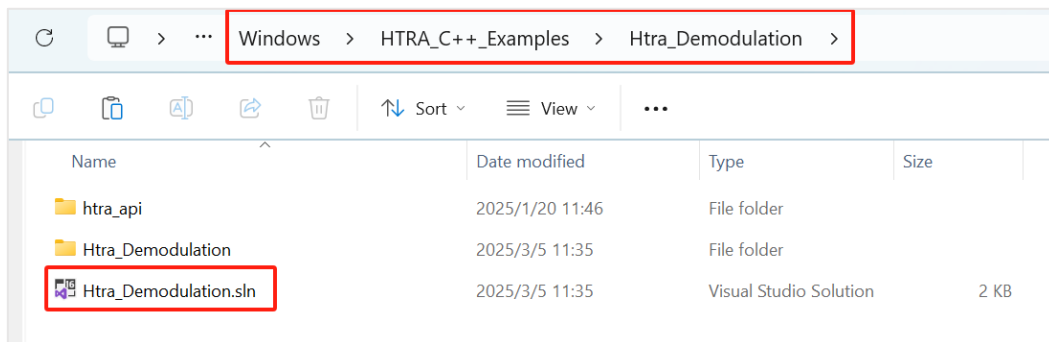 ... Windows > HTRA_C++_Examples > Htra_Demodulation >
Sort View ...
Name Date modified Type Size
htra_api 2025/1/20 11:46 File folder
Htra_Demodulation 2025/3/5 11:35 File folder
Htra_Demodulation.sln 2025/3/5 11:35 Visual Studio Solution 2 KB